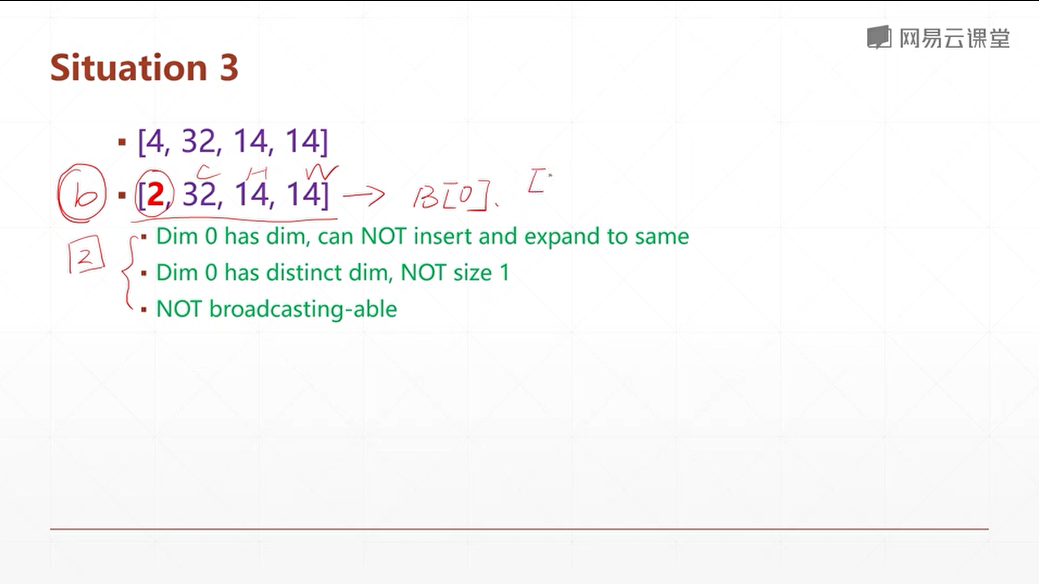 网易云课堂
Situation 3
▪ [4, 32, 14, 14]
C H W
b ▪ [2, 32, 14, 14] → B[0]. [
2 ▪ Dim 0 has dim, can NOT insert and expand to same
▪ Dim 0 has distinct dim, NOT size 1
▪ NOT broadcasting-able